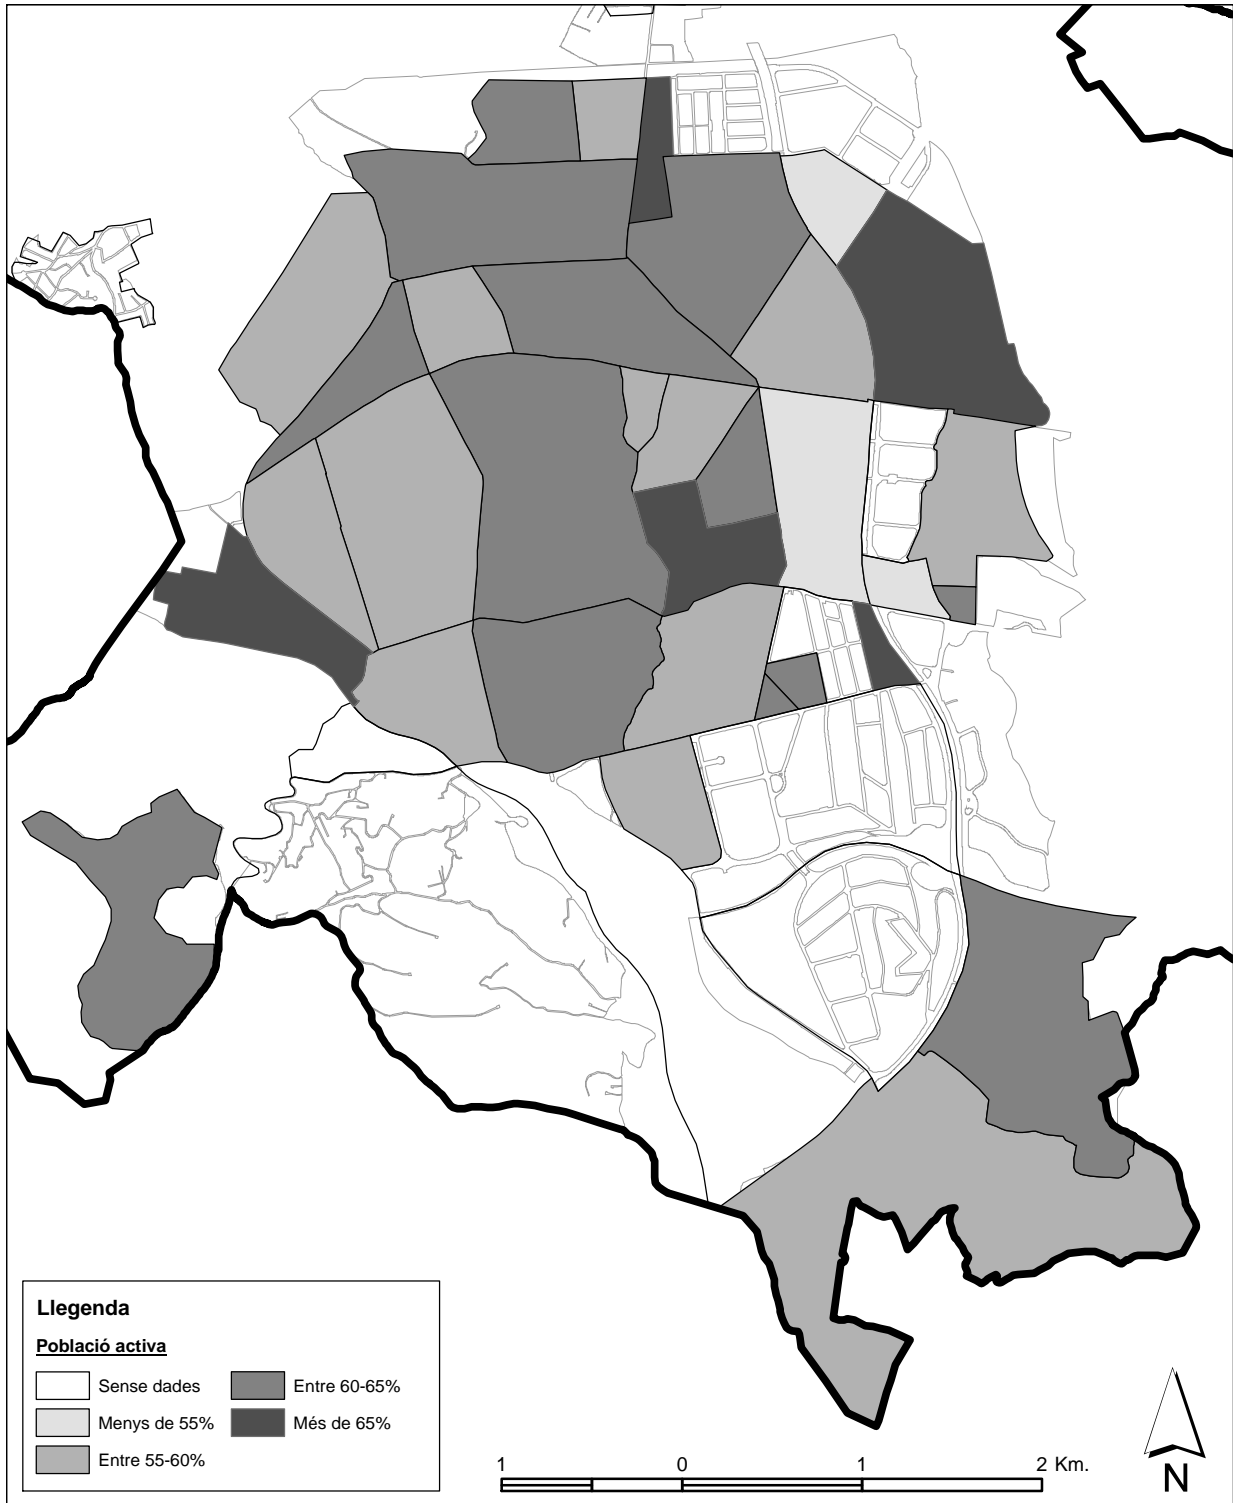 Llegenda
Població activa
Sense dades
Entre 60-65%
Menys de 55%
Més de 65%
Entre 55-60%
1 0 1 2 Km.
N